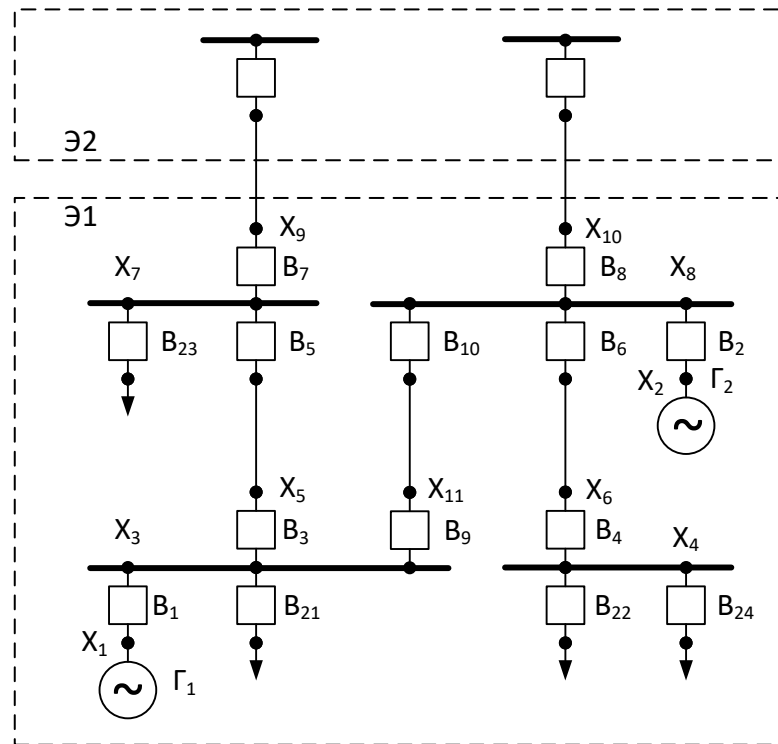 Э2
Э1
X₉
X₁₀
X₇
B₇
B₈
X₈
B₂₃
B₅
B₁₀
B₆
B₂
X₂
Г₂
~
X₅
X₁₁
X₆
X₃
B₃
B₉
B₄
X₄
B₁
B₂₁
B₂₂
B₂₄
X₁
Г₁
~